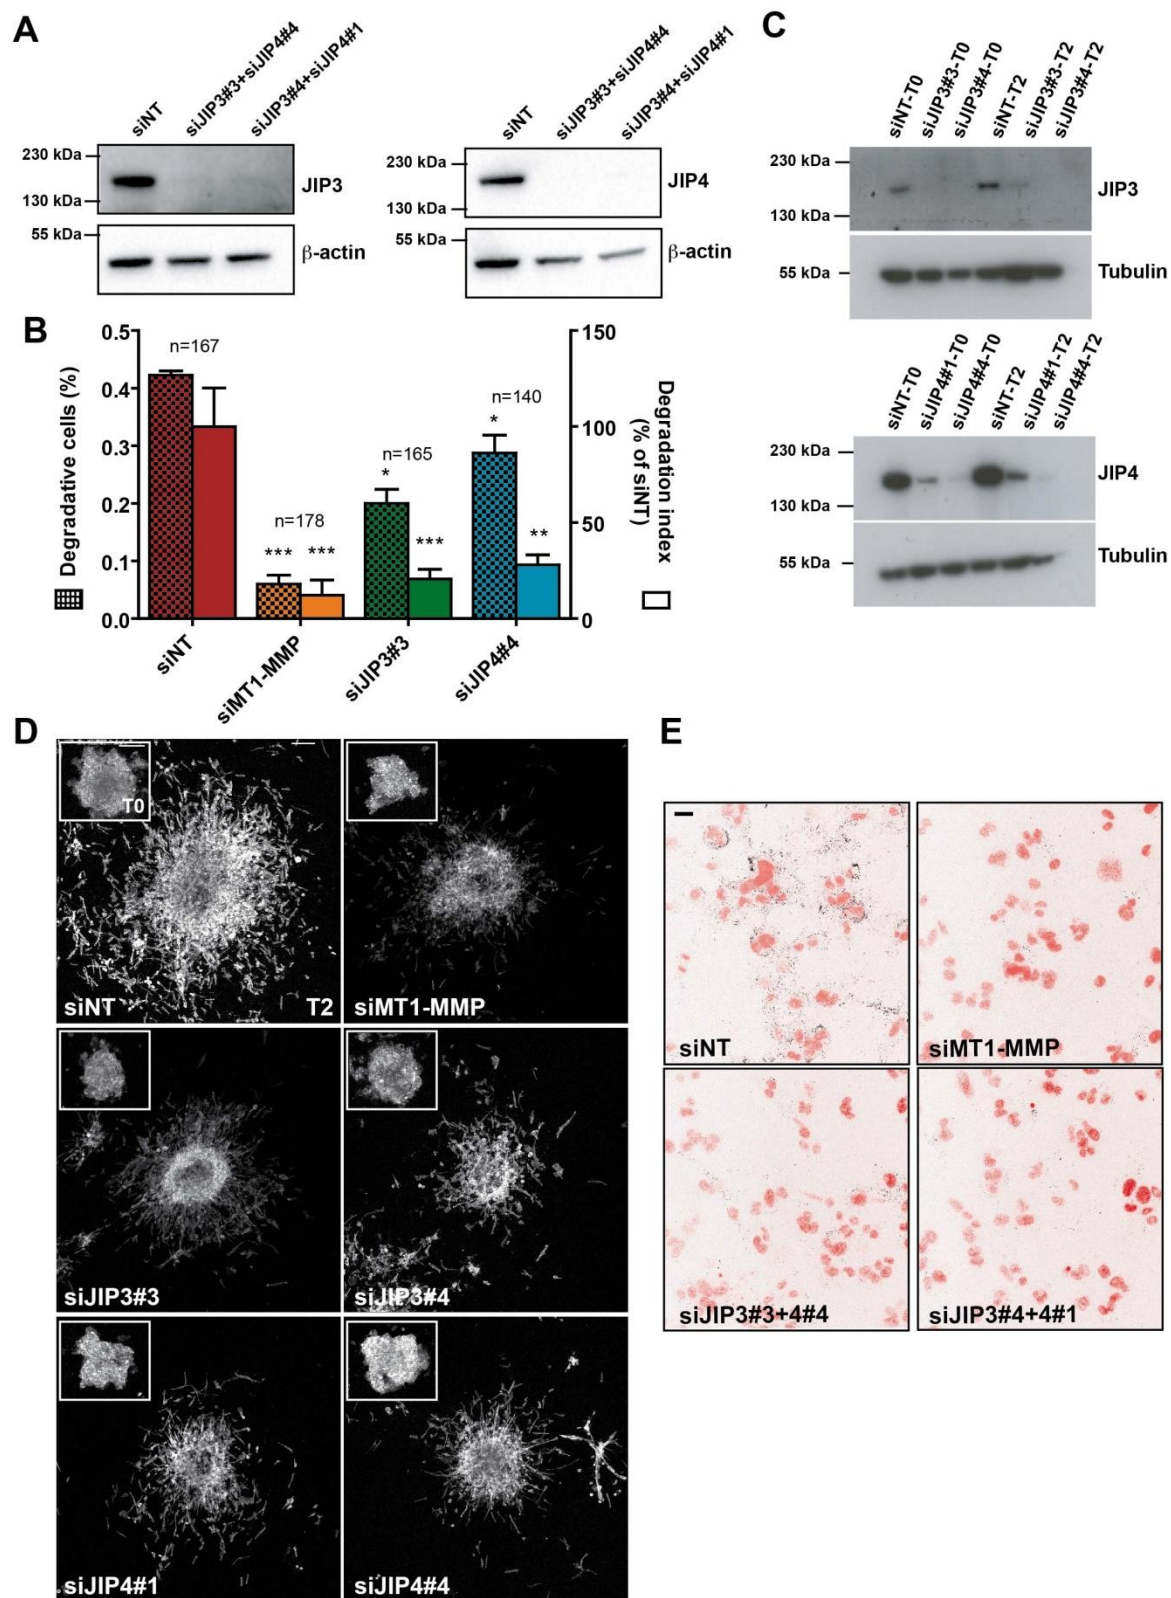 A
siNT
siJIP3#3+siJIP4#4
siJIP3#4+siJIP4#1
230 kDa
130 kDa
JIP3
55 kDa
β-actin
siNT
siJIP3#3+siJIP4#4
siJIP3#4+siJIP4#1
230 kDa
130 kDa
JIP4
55 kDa
β-actin
B
Degradative cells (%)
0.5
0.4
0.3
0.2
0.1
0.0
n=167
n=178
n=165
n=140
***
***
*
***
*
**
150
100
50
0
Degradation index
(% of siNT)
siNT
siMT1-MMP
siJIP3#3
siJIP4#4
C
siNT-T0
siJIP3#3-T0
siJIP3#4-T0
siNT-T2
siJIP3#3-T2
siJIP3#4-T2
230 kDa
130 kDa
JIP3
55 kDa
Tubulin
siNT-T0
siJIP4#1-T0
siJIP4#4-T0
siNT-T2
siJIP4#1-T2
siJIP4#4-T2
230 kDa
130 kDa
JIP4
55 kDa
Tubulin
D
T0
siNT
T2
siMT1-MMP
siJIP3#3
siJIP3#4
siJIP4#1
siJIP4#4
E
siNT
siMT1-MMP
siJIP3#3+4#4
siJIP3#4+4#1